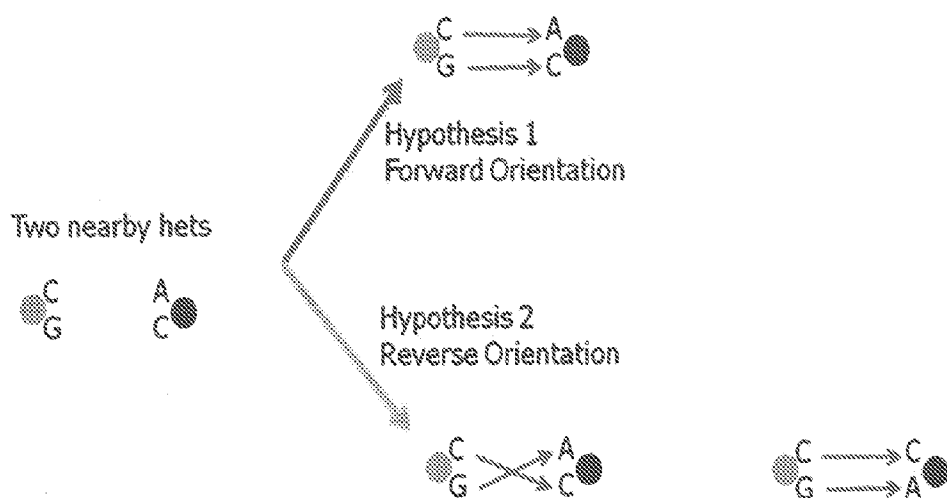 C A
G C
Hypothesis 1
Forward Orientation
Two nearby hets
C A
G C
Hypothesis 2
Reverse Orientation
C A C
G C A